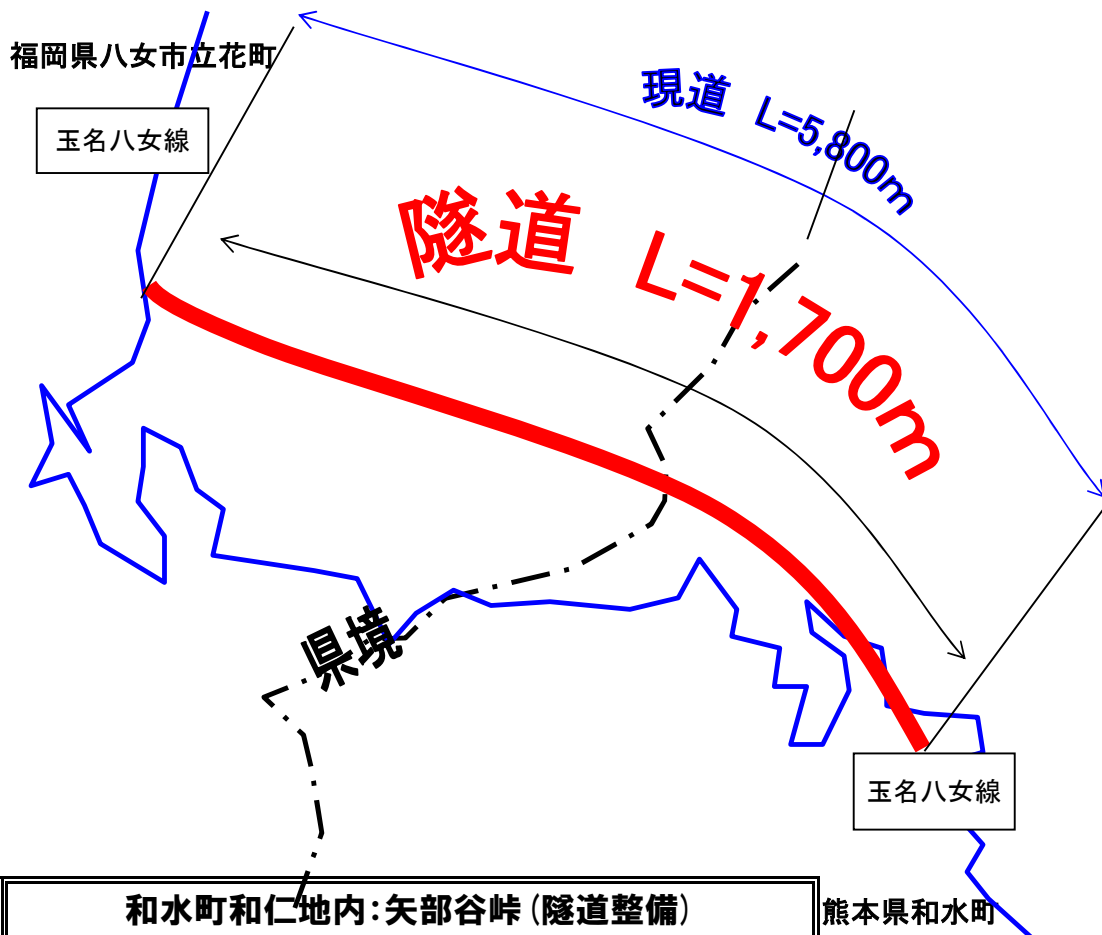 福岡県八女市立花町
玉名八女線
現道 L=5,800m
隧道 L=1,700m
県境
玉名八女線
和水町和仁地内:矢部谷峠(隧道整備)
熊本県和水町